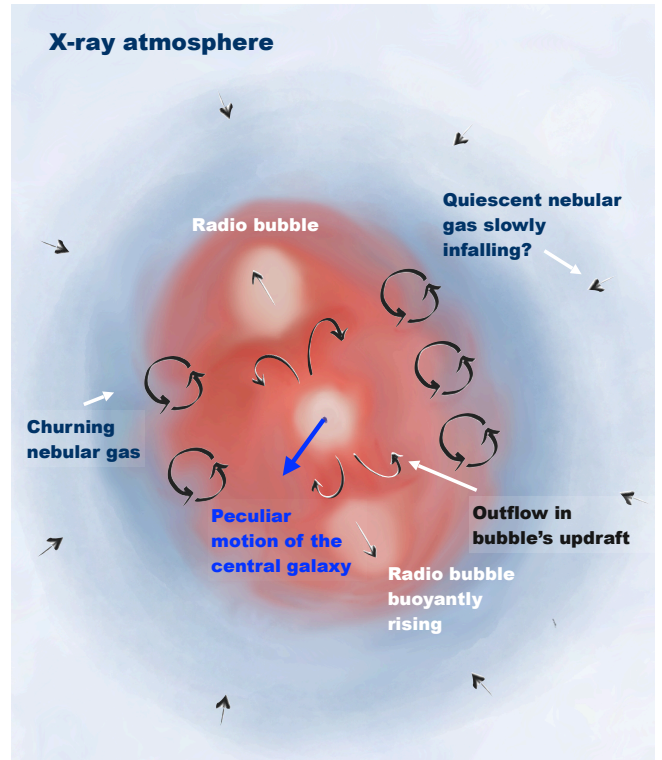 X-ray atmosphere
Quiescent nebular
gas slowly
infalling?
Radio bubble
Churning
nebular gas
Peculiar
motion of the
central galaxy
Outflow in
bubble's updraft
Radio bubble
buoyantly
rising